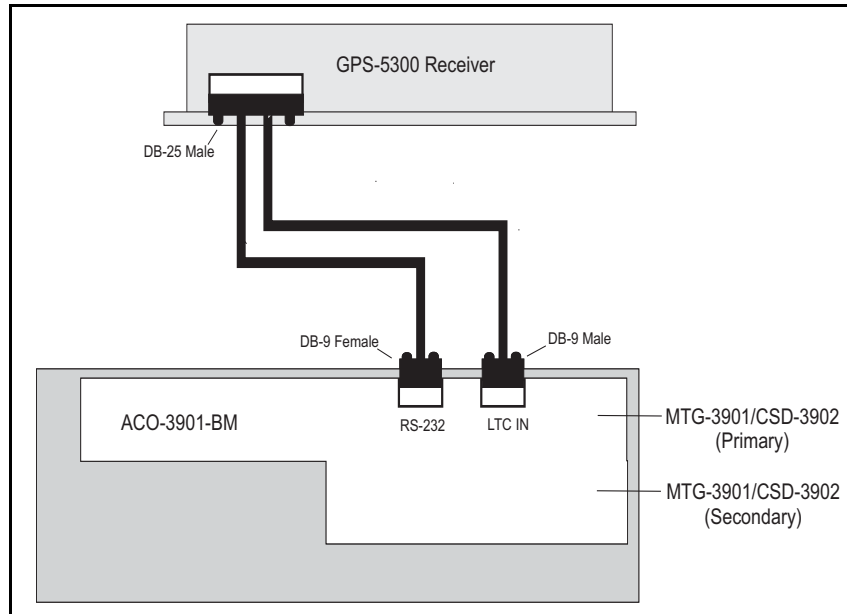 GPS-5300 Receiver
DB-25 Male
DB-9 Female
DB-9 Male
ACO-3901-BM
RS-232
LTC IN
MTG-3901/CSD-3902
(Primary)
MTG-3901/CSD-3902
(Secondary)